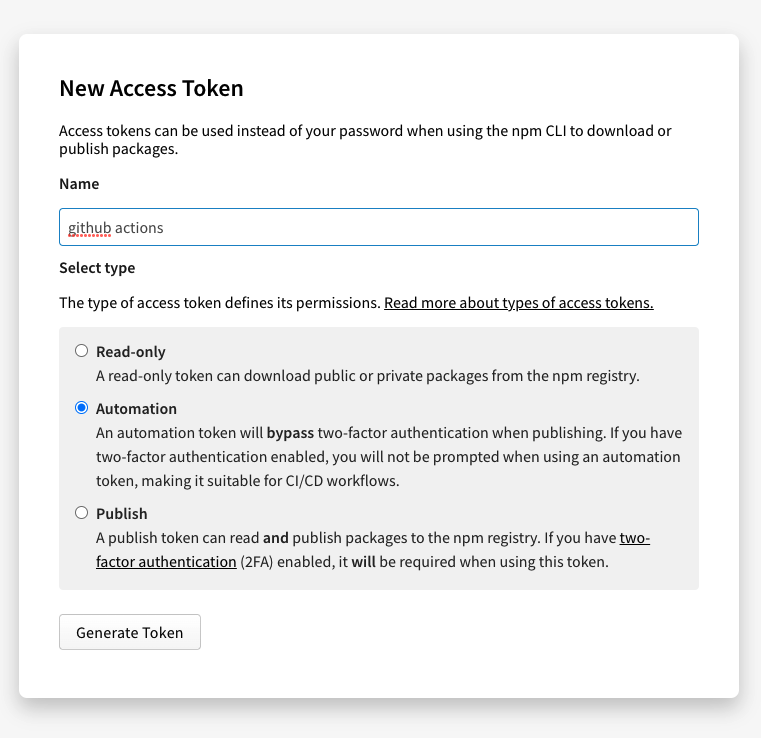 New Access Token
Access tokens can be used instead of your password when using the npm CLI to download or
publish packages.
Name
github actions
Select type
The type of access token defines its permissions. Read more about types of access tokens.
Read-only
A read-only token can download public or private packages from the npm registry.
Automation
An automation token will bypass two-factor authentication when publishing. If you have
two-factor authentication enabled, you will not be prompted when using an automation
token, making it suitable for CI/CD workflows.
Publish
A publish token can read and publish packages to the npm registry. If you have two-
factor authentication (2FA) enabled, it will be required when using this token.
Generate Token